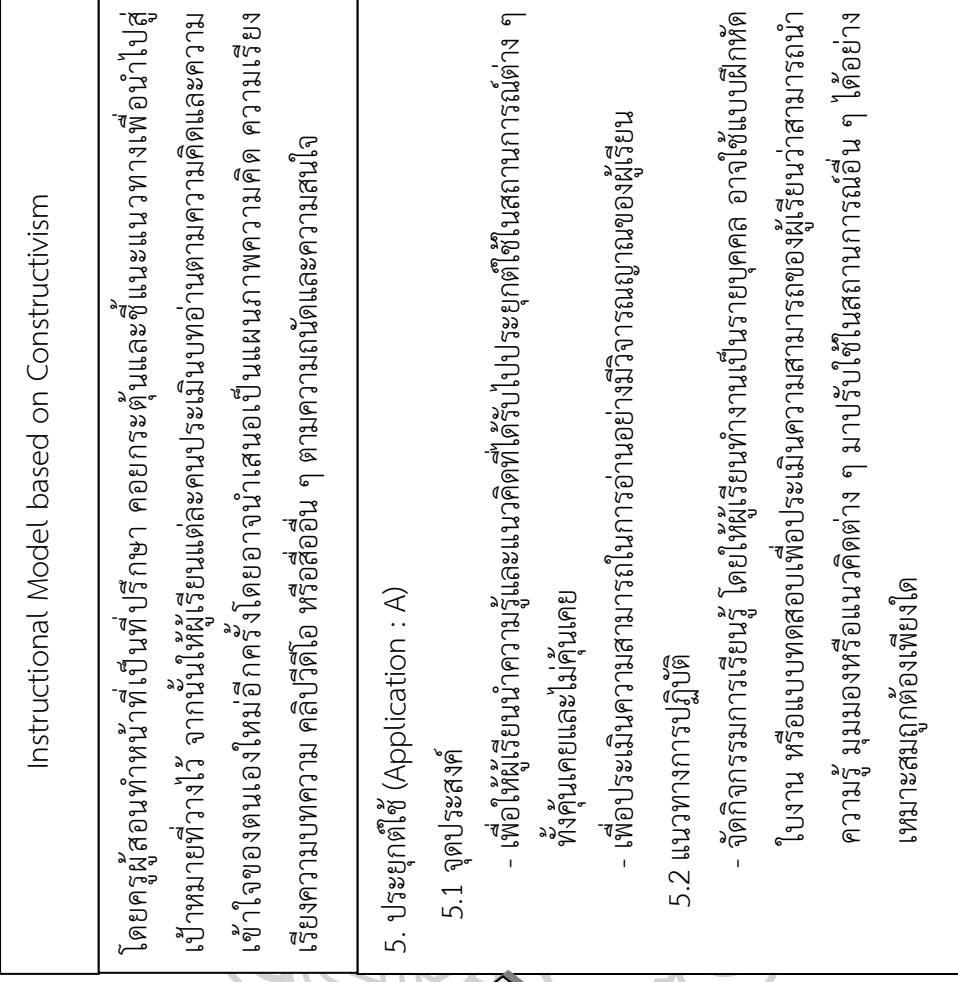 Instructional Model based on Constructivism
โดยครูผู้สอนทำหน้าที่เป็นที่ปรึกษา คอยกระตุ้นและชี้แนะแนวทางเพื่อนำไปสู่
เป้าหมายที่วางไว้ จากนั้นให้ผู้เรียนแต่ละคนประเมินบทอ่านตามความคิดและความ
เข้าใจของตนเองใหม่อีกครั้งโดยอาจนำเสนอเป็นแผนภาพความคิด ความเรียง
เรียงความบทความ คลิปวีดีโอ หรือสื่ออื่น ๆ ตามความถนัดและความสนใจ
5. ประยุกต์ใช้ (Application : A)
5.1 จุดประสงค์
- เพื่อให้ผู้เรียนนำความรู้และแนวคิดที่ได้รับไปประยุกต์ใช้ในสถานการณ์ต่าง ๆ
ทั้งคุ้นเคยและไม่คุ้นเคย
- เพื่อประเมินความสามารถในการอ่านอย่างมีวิจารณญาณของผู้เรียน
5.2 แนวทางการปฏิบัติ
- จัดกิจกรรมการเรียนรู้ โดยให้ผู้เรียนทำงานเป็นรายบุคคล อาจใช้แบบฝึกหัด
ใบงาน หรือแบบทดสอบเพื่อประเมินความสามารถของผู้เรียนว่าสามารถนำ
ความรู้ มุมมองหรือแนวคิดต่าง ๆ มาปรับใช้ในสถานการณ์อื่น ๆ ได้อย่าง
เหมาะสมถูกต้องเพียงใด